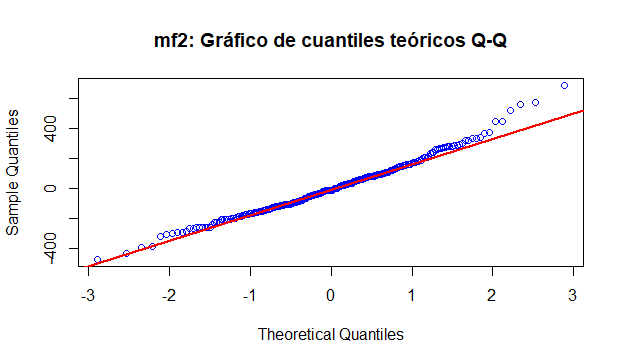 mf2: Gráfico de cuantiles teóricos Q-Q
Sample Quantiles
400
0
-400
-3 -2 -1 0 1 2 3
Theoretical Quantiles